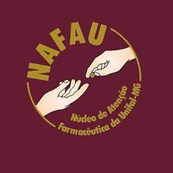 NAFAU
Núcleo de Atenção
Farmacêutica da Unifal-MG